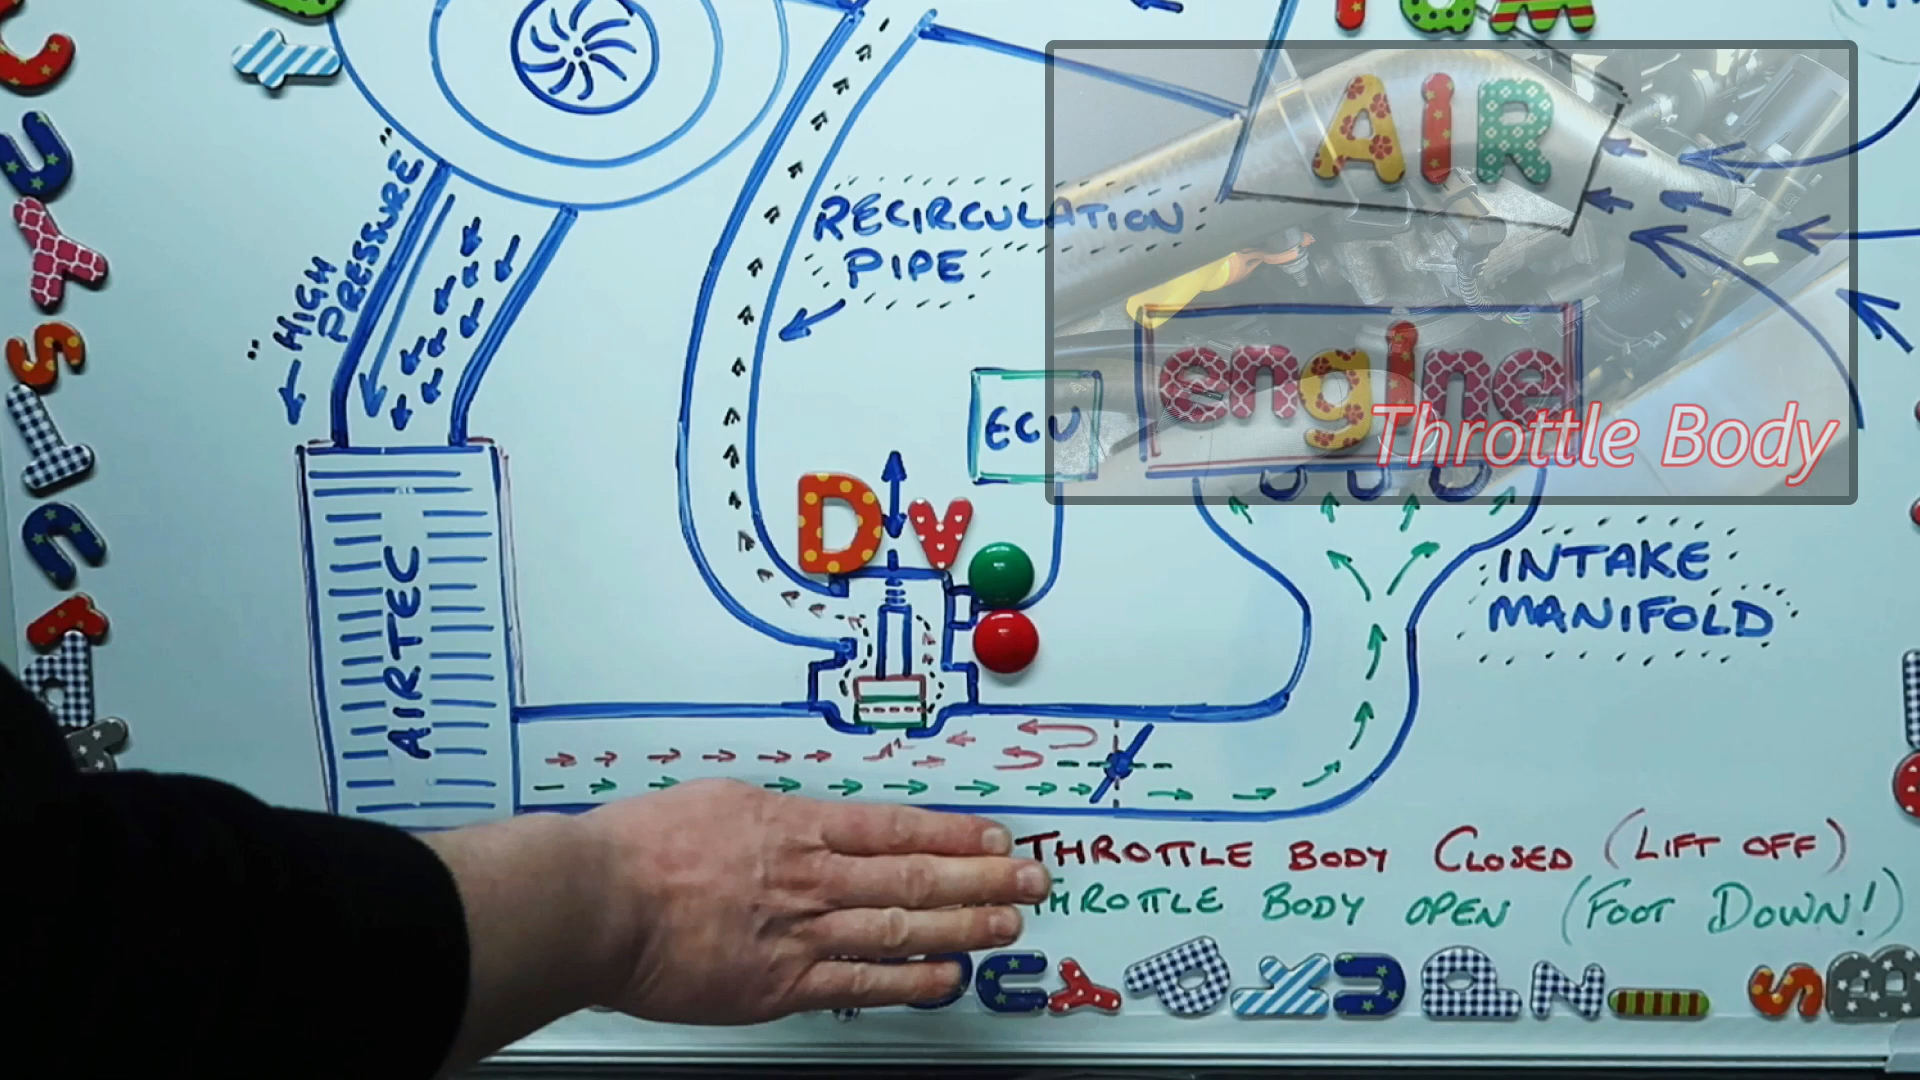 AIR
"HIGH
PRESSURE"
RECIRCULATION
PIPE
ECU
engine
Throttle Body
DV
INTAKE
MANIFOLD
AIRTEC
THROTTLE BODY CLOSED (LIFT OFF)
THROTTLE BODY OPEN (FOOT DOWN!)